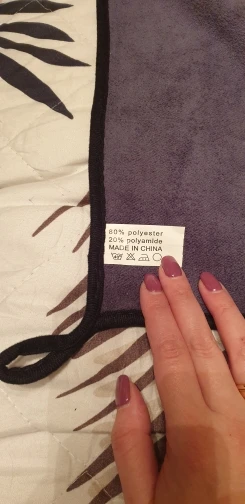 80% polyester
20% polyamide
MADE IN CHINA